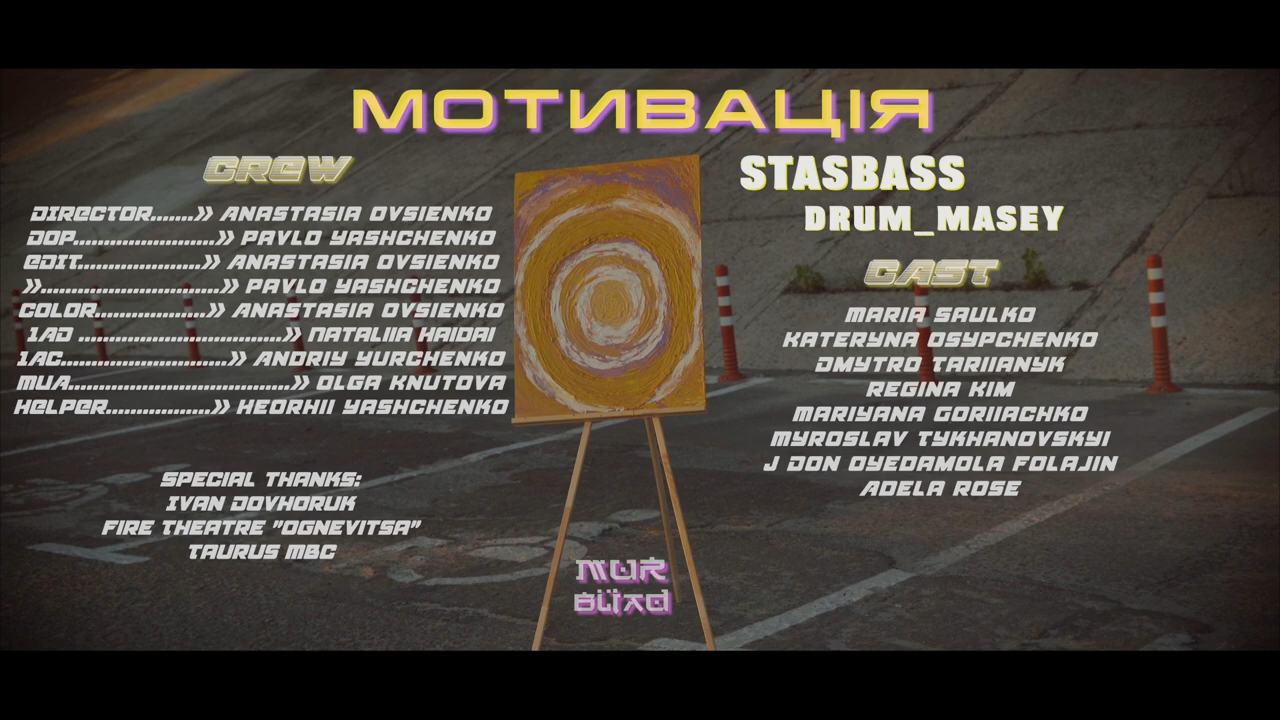 МОТИВАЦІЯ
CREW
DIRECTOR.......>> ANASTASIA OVSIENKO
DOP.......................>> PAVLO YASHCHENKO
EDIT....................>> ANASTASIA OVSIENKO
>>.............................>> PAVLO YASHCHENKO
COLOR..................>> ANASTASIA OVSIENKO
1AD ..................................>> NATALIIA HAIDAI
1AC...........................>> ANDRIY YURCHENKO
MUA....................................>> OLGA KNUTOVA
HELPER.................>> HEORHII YASHCHENKO
SPECIAL THANKS:
IVAN DOVHORUK
FIRE THEATRE "OGNEVITSA"
TAURUS MBC
STASBASS
DRUM_MASEY
CAST
MARIA SAULKO
KATERYNA OSYPCHENKO
DMYTRO TARIIANYK
REGINA KIM
MARIYANA GORIIACHKO
MYROSLAV TYKHANOVSKYI
J DON OYEDAMOLA FOLAJIN
ADELA ROSE